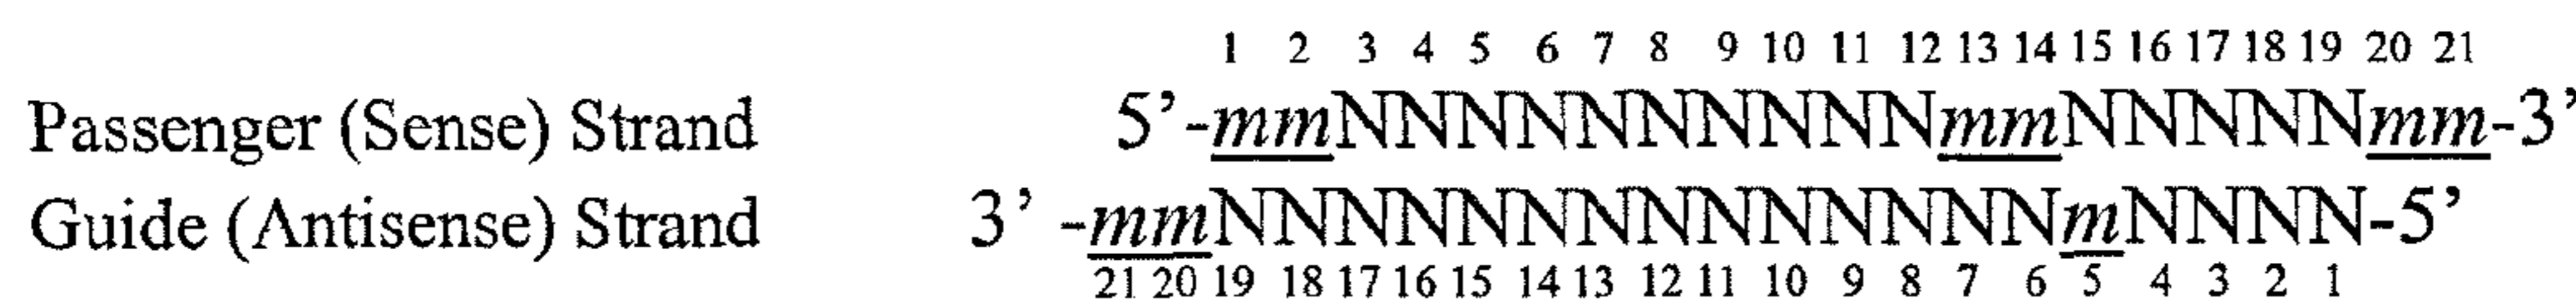 1 2 3 4 5 6 7 8 9 10 11 12 13 14 15 16 17 18 19 20 21
Passenger (Sense) Strand 5’-mmNNNNNNNNNNmmNNNNNmm-3’
Guide (Antisense) Strand 3’ -mmNNNNNNNNNNNNNNmNNNN-5’
21 20 19 18 17 16 15 14 13 12 11 10 9 8 7 6 5 4 3 2 1